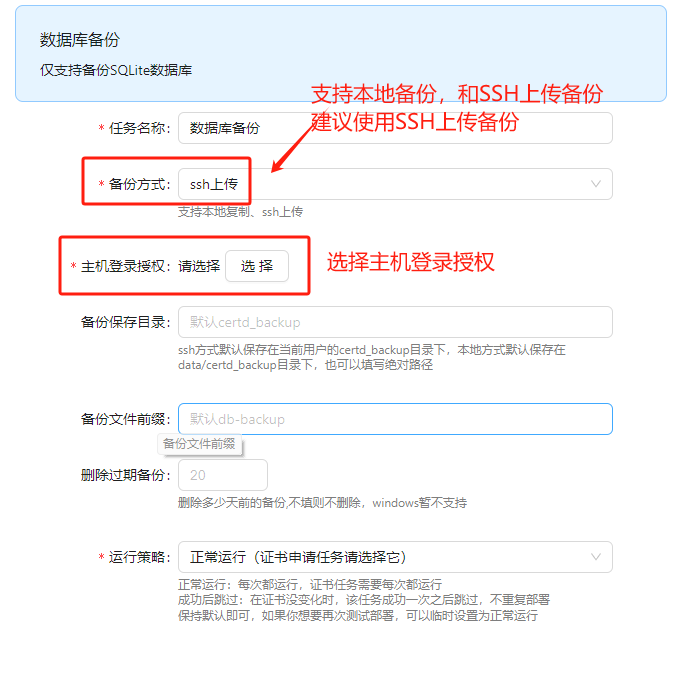 数据库备份
仅支持备份SQLite数据库
支持本地备份，和SSH上传备份
建议使用SSH上传备份
* 任务名称: 数据库备份
* 备份方式: ssh上传
支持本地复制、ssh上传
* 主机登录授权: 请选择 选 择
选择主机登录授权
备份保存目录: 默认certd_backup
ssh方式默认保存在当前用户的certd_backup目录下，本地方式默认保存在
data/certd_backup目录下，也可以填写绝对路径
备份文件前缀: 默认db-backup
备份文件前缀
删除过期备份: 20
删除多少天前的备份,不填则不删除，windows暂不支持
* 运行策略: 正常运行（证书申请任务请选择它）
正常运行：每次都运行，证书任务需要每次都运行
成功后跳过：在证书没变化时，该任务成功一次之后跳过，不重复部署
保持默认即可，如果你想要再次测试部署，可以临时设置为正常运行